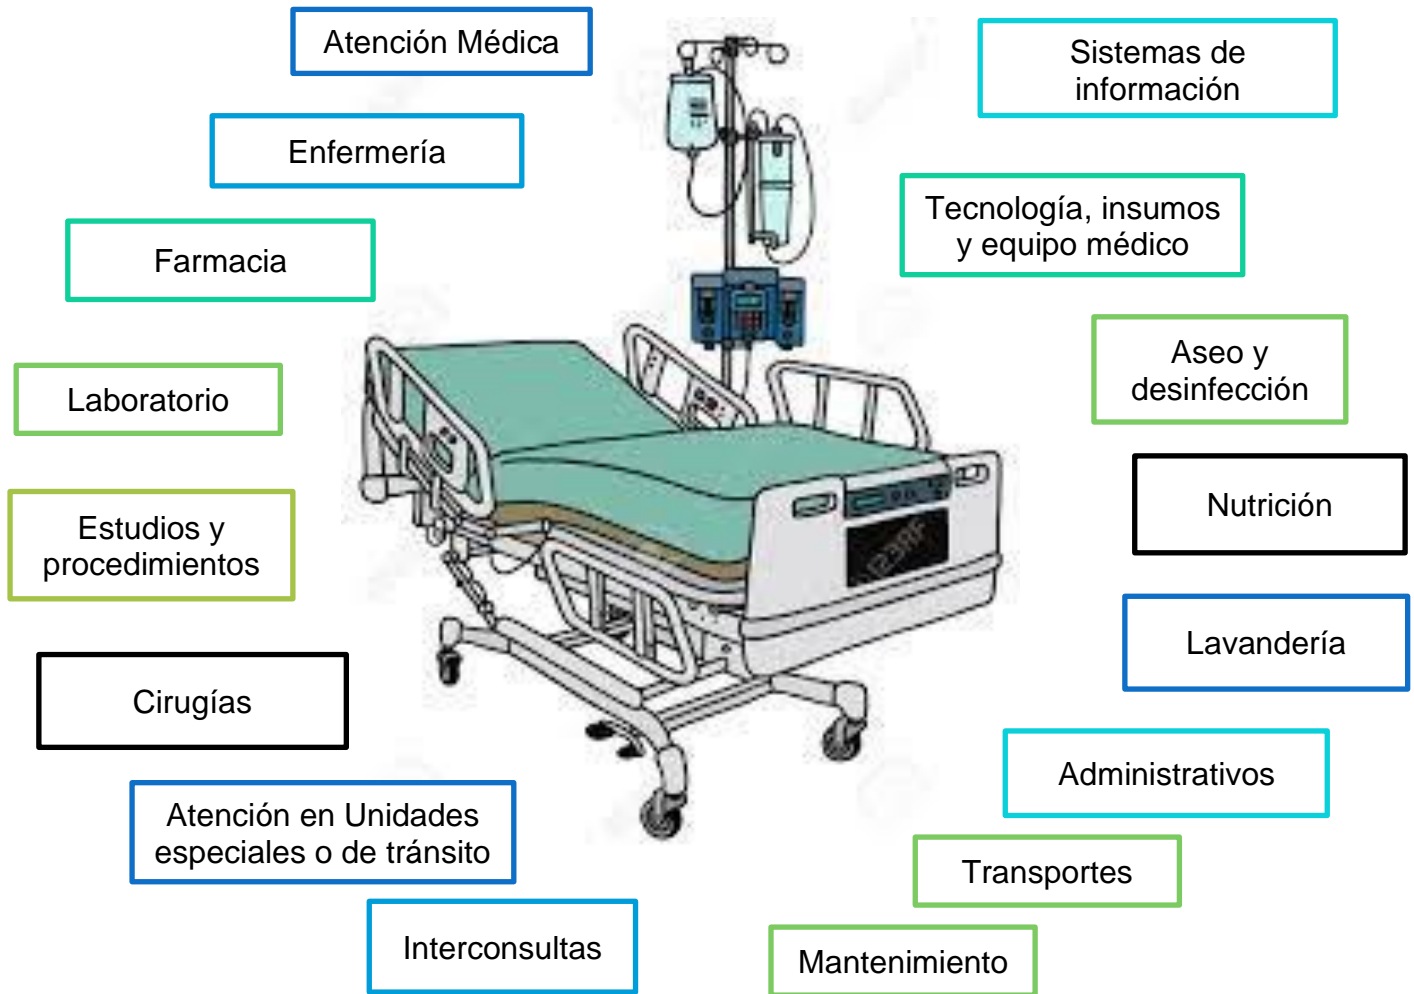 Atención Médica
Enfermería
Farmacia
Laboratorio
Estudios y
procedimientos
Cirugías
Atención en Unidades
especiales o de tránsito
Interconsultas
Sistemas de
información
Tecnología, insumos
y equipo médico
Aseo y
desinfección
Nutrición
Lavandería
Administrativos
Transportes
Mantenimiento